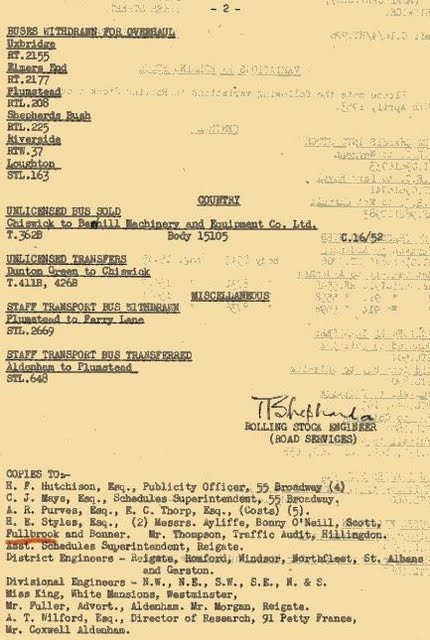 - 2 -
BUSES WITHDRAWN FOR OVERHAUL
Uxbridge
RT.2155
Elmers End
RT.2177
Plumstead
RTL.208
Shepherds Bush
RTL.225
Riverside
RTW.37
Loughton
STL.163
COUNTRY
UNLICENSED BUS SOLD
Chiswick to Machinery and Equipment Co. Ltd.
T.362B Body 15105 C.16/52
UNLICENSED TRANSFERS
Dunton Green to Chiswick
T.411B, 426B
MISCELLANEOUS
STAFF TRANSPORT BUS WITHDRAWN
Plumstead to Farry Lane
STL.2669
STAFF TRANSPORT BUS TRANSFERRED
Aldenham to Plumstead
STL.648
ROLLING STOCK ENGINEER
(ROAD SERVICES)
COPIES TO:-
H. F. Hutchison, Esq., Publicity Officer, 55 Broadway (4)
C. J. Mays, Esq., Schedules Superintendent, 55 Broadway.
A. R. Purves, Esq., E. C. Thorp, Esq., (Costs) (5).
H. E. Styles, Esq., (2) Messrs. Ayliffe, Bonny O'Neill, Scott,
Fullbrook and Bonner. Mr. Thompson, Traffic Audit, Hillingdon.
Asst. Schedules Superintendent, Reigate.
District Engineers - Reigate, Romford, Windsor, Northfleet, St. Albans
and Garston.
Divisional Engineers - N.W., N.E., S.W., S.E., N. & S.
Miss King, White Mansions, Westminster,
Mr. Fuller, Advort., Aldenham. Mr. Morgan, Reigate.
A. T. Wilford, Esq., Director of Research, 91 Petty France,
Mr. Coxwell Aldenham.